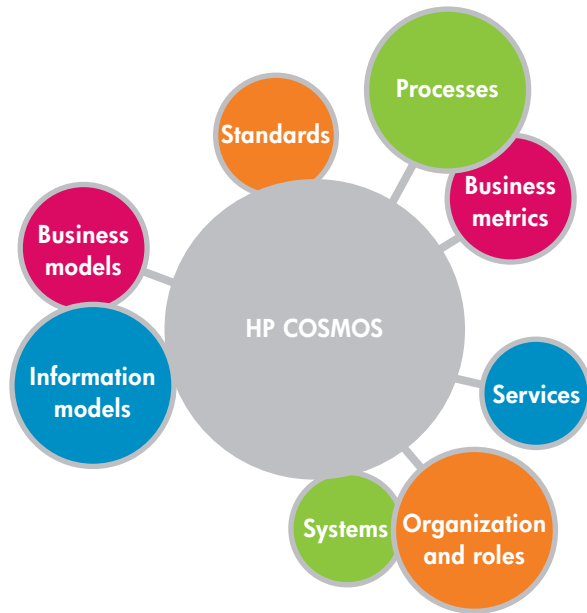 Processes
Standards
Business
metrics
Business
models
HP COSMOS
Information
models
Services
Systems
Organization
and roles